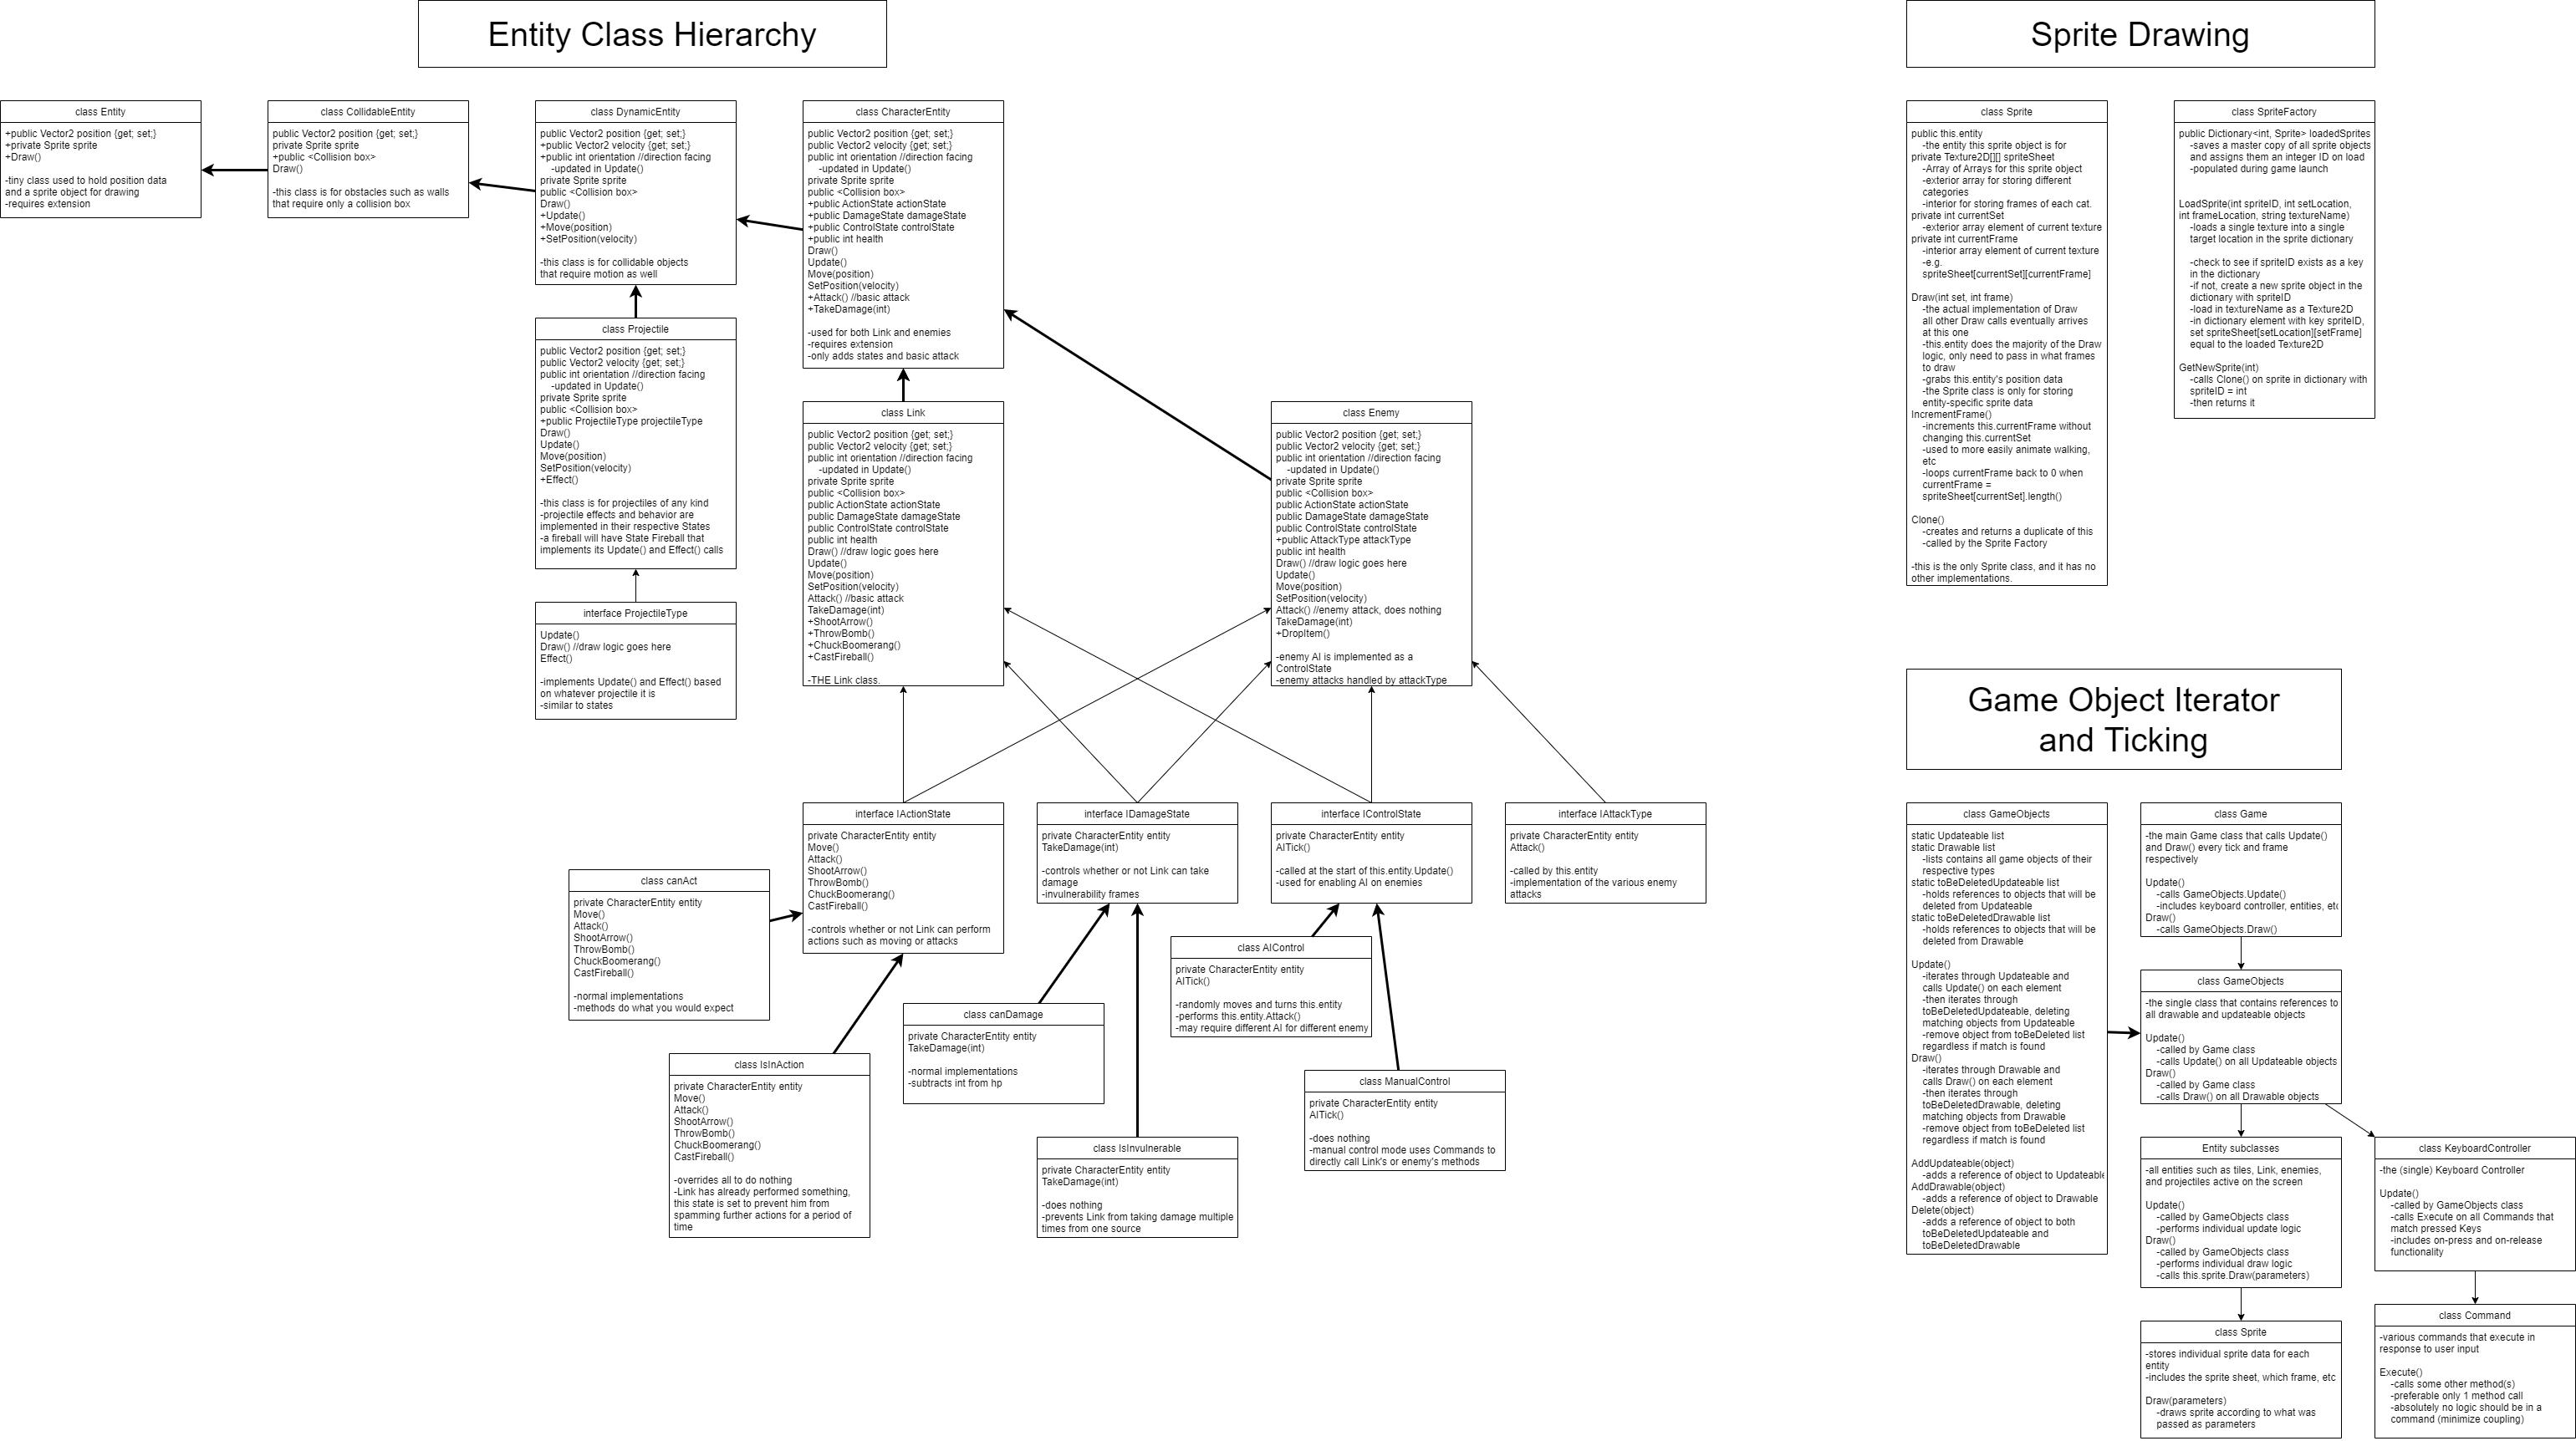 Entity Class Hierarchy
class Entity
+public Vector2 position {get; set;}
+private Sprite sprite
+Draw()
-tiny class used to hold position data
and a sprite object for drawing
-requires extension
class CollidableEntity
public Vector2 position {get; set;}
private Sprite sprite
+public <Collision box>
Draw()
-this class is for obstacles such as walls
that require only a collision box
class DynamicEntity
public Vector2 position {get; set;}
+public Vector2 velocity {get; set;}
+public int orientation //direction facing
-updated in Update()
private Sprite sprite
public <Collision box>
Draw()
+Update()
+Move(position)
+SetPosition(velocity)
-this class is for collidable objects
that require motion as well
class CharacterEntity
public Vector2 position {get; set;}
public Vector2 velocity {get; set;}
public int orientation //direction facing
-updated in Update()
private Sprite sprite
public <Collision box>
+public ActionState actionState
+public DamageState damageState
+public ControlState controlState
+public int health
Draw()
Update()
Move(position)
SetPosition(velocity)
+Attack() //basic attack
+TakeDamage(int)
-used for both Link and enemies
-requires extension
-only adds states and basic attack
class Projectile
public Vector2 position {get; set;}
public Vector2 velocity {get; set;}
public int orientation //direction facing
-updated in Update()
private Sprite sprite
public <Collision box>
+public ProjectileType projectileType
Draw()
Update()
Move(position)
SetPosition(velocity)
+Effect()
-this class is for projectiles of any kind
-projectile effects and behavior are
implemented in their respective States
-a fireball will have State Fireball that
implements its Update() and Effect() calls
interface ProjectileType
Update()
Draw() //draw logic goes here
Effect()
-implements Update() and Effect() based
on whatever projectile it is
-similar to states
class Link
public Vector2 position {get; set;}
public Vector2 velocity {get; set;}
public int orientation //direction facing
-updated in Update()
private Sprite sprite
public <Collision box>
public ActionState actionState
public DamageState damageState
public ControlState controlState
public int health
Draw() //draw logic goes here
Update()
Move(position)
SetPosition(velocity)
Attack() //basic attack
TakeDamage(int)
+ShootArrow()
+ThrowBomb()
+ChuckBoomerang()
+CastFireball()
-THE Link class.
class Enemy
public Vector2 position {get; set;}
public Vector2 velocity {get; set;}
public int orientation //direction facing
-updated in Update()
private Sprite sprite
public <Collision box>
public ActionState actionState
public DamageState damageState
public ControlState controlState
+public AttackType attackType
public int health
Draw() //draw logic goes here
Update()
Move(position)
SetPosition(velocity)
Attack() //enemy attack, does nothing
TakeDamage(int)
+DropItem()
-enemy AI is implemented as a
ControlState
-enemy attacks handled by attackType
interface IActionState
private CharacterEntity entity
Move()
Attack()
ShootArrow()
ThrowBomb()
ChuckBoomerang()
CastFireball()
-controls whether or not Link can perform
actions such as moving or attacks
interface IDamageState
private CharacterEntity entity
TakeDamage(int)
-controls whether or not Link can take
damage
-invulnerability frames
interface IControlState
private CharacterEntity entity
AITick()
-called at the start of this.entity.Update()
-used for enabling AI on enemies
interface IAttackType
private CharacterEntity entity
Attack()
-called by this.entity
-implementation of the various enemy
attacks
class canAct
private CharacterEntity entity
Move()
Attack()
ShootArrow()
ThrowBomb()
ChuckBoomerang()
CastFireball()
-normal implementations
-methods do what you would expect
class IsInAction
private CharacterEntity entity
Move()
Attack()
ShootArrow()
ThrowBomb()
ChuckBoomerang()
CastFireball()
-overrides all to do nothing
-Link has already performed something,
this state is set to prevent him from
spamming further actions for a period of
time
class canDamage
private CharacterEntity entity
TakeDamage(int)
-normal implementations
-subtracts int from hp
class IsInvulnerable
private CharacterEntity entity
TakeDamage(int)
-does nothing
-prevents Link from taking damage multiple
times from one source
class AIControl
private CharacterEntity entity
AITick()
-randomly moves and turns this.entity
-performs this.entity.Attack()
-may require different AI for different enemy
class ManualControl
private CharacterEntity entity
AITick()
-does nothing
-manual control mode uses Commands to
directly call Link's or enemy's methods
Sprite Drawing
class Sprite
public this.entity
-the entity this sprite object is for
private Texture2D[][] spriteSheet
-Array of Arrays for this sprite object
-exterior array for storing different
categories
-interior for storing frames of each cat.
private int currentSet
-exterior array element of current texture
private int currentFrame
-interior array element of current texture
-e.g.
spriteSheet[currentSet][currentFrame]
Draw(int set, int frame)
-the actual implementation of Draw
all other Draw calls eventually arrives
at this one
-this.entity does the majority of the Draw
logic, only need to pass in what frames
to draw
-grabs this.entity's position data
-the Sprite class is only for storing
entity-specific sprite data
IncrementFrame()
-increments this.currentFrame without
changing this.currentSet
-used to more easily animate walking,
etc
-loops currentFrame back to 0 when
currentFrame =
spriteSheet[currentSet].length()
Clone()
-creates and returns a duplicate of this
-called by the Sprite Factory
-this is the only Sprite class, and it has no
other implementations.
class SpriteFactory
public Dictionary<int, Sprite> loadedSprites
-saves a master copy of all sprite objects
and assigns them an integer ID on load
-populated during game launch
LoadSprite(int spriteID, int setLocation,
int frameLocation, string textureName)
-loads a single texture into a single
target location in the sprite dictionary
-check to see if spriteID exists as a key
in the dictionary
-if not, create a new sprite object in the
dictionary with spriteID
-load in textureName as a Texture2D
-in dictionary element with key spriteID,
set spriteSheet[setLocation][setFrame]
equal to the loaded Texture2D
GetNewSprite(int)
-calls Clone() on sprite in dictionary with
spriteID = int
-then returns it
Game Object Iterator
and Ticking
class GameObjects
static Updateable list
static Drawable list
-lists contains all game objects of their
respective types
static toBeDeletedUpdateable list
-holds references to objects that will be
deleted from Updateable
static toBeDeletedDrawable list
-holds references to objects that will be
deleted from Drawable
Update()
-iterates through Updateable and
calls Update() on each element
-then iterates through
toBeDeletedUpdateable, deleting
matching objects from Updateable
-remove object from toBeDeleted list
regardless if match is found
Draw()
-iterates through Drawable and
calls Draw() on each element
-then iterates through
toBeDeletedDrawable, deleting
matching objects from Drawable
-remove object from toBeDeleted list
regardless if match is found
AddUpdateable(object)
-adds a reference of object to Updateable
AddDrawable(object)
-adds a reference of object to Drawable
Delete(object)
-adds a reference of object to both
toBeDeletedUpdateable and
toBeDeletedDrawable
class Game
-the main Game class that calls Update()
and Draw() every tick and frame
respectively
Update()
-calls GameObjects.Update()
-includes keyboard controller, entities, etc
Draw()
-calls GameObjects.Draw()
class GameObjects
-the single class that contains references to
all drawable and updateable objects
Update()
-called by Game class
-calls Update() on all Updateable objects
Draw()
-called by Game class
-calls Draw() on all Drawable objects
Entity subclasses
-all entities such as tiles, Link, enemies,
and projectiles active on the screen
Update()
-called by GameObjects class
-performs individual update logic
Draw()
-called by GameObjects class
-performs individual draw logic
-calls this.sprite.Draw(parameters)
class KeyboardController
-the (single) Keyboard Controller
Update()
-called by GameObjects class
-calls Execute on all Commands that
match pressed Keys
-includes on-press and on-release
functionality
class Sprite
-stores individual sprite data for each
entity
-includes the sprite sheet, which frame, etc
Draw(parameters)
-draws sprite according to what was
passed as parameters
class Command
-various commands that execute in
response to user input
Execute()
-calls some other method(s)
-preferable only 1 method call
-absolutely no logic should be in a
command (minimize coupling)